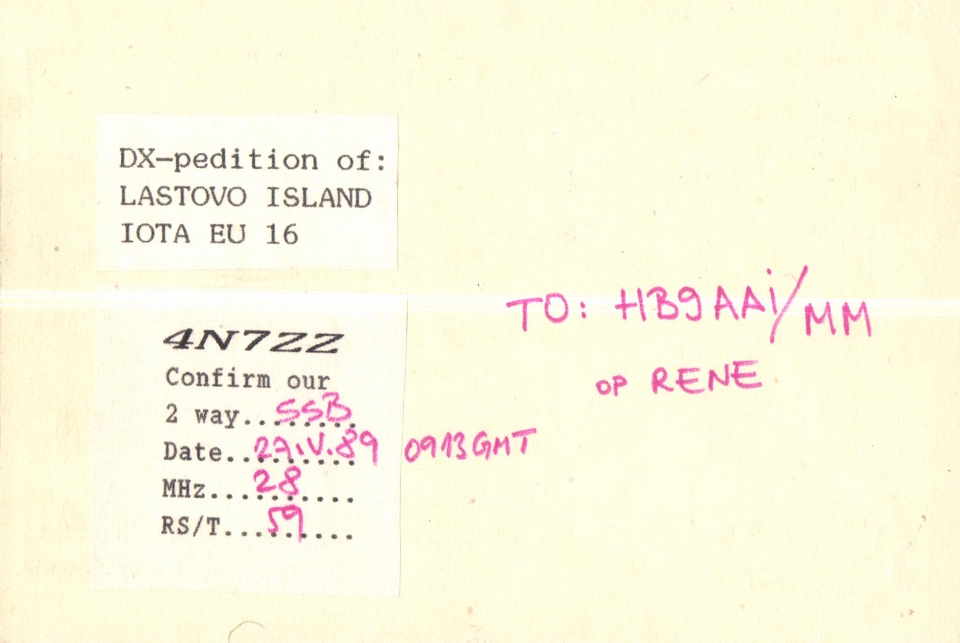 DX-pedition of:
LASTOVO ISLAND
IOTA EU 16
TO: HB9AAi/MM
OP RENE
4N7ZZ
Confirm our
2 way...SSB
Date..27.V.89 0913GMT
MHz...28
RS/T...59